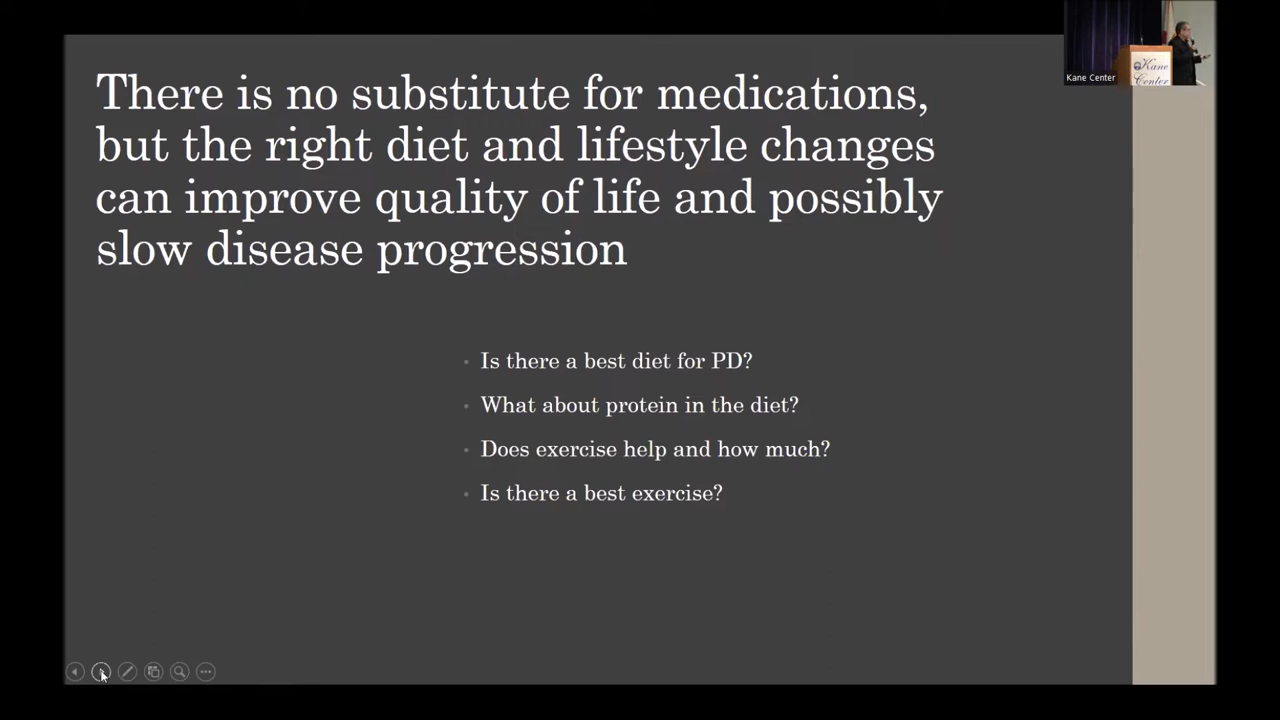 There is no substitute for medications,
but the right diet and lifestyle changes
can improve quality of life and possibly
slow disease progression
Is there a best diet for PD?
What about protein in the diet?
Does exercise help and how much?
Is there a best exercise?
Kane
Center
Kane Center